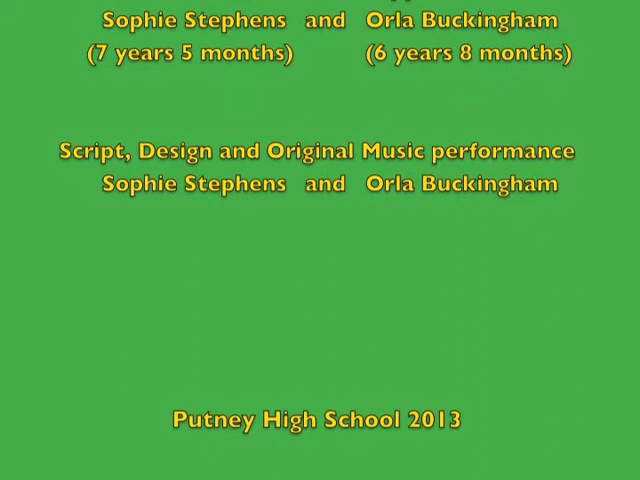 Sophie Stephens and Orla Buckingham
(7 years 5 months) (6 years 8 months)
Script, Design and Original Music performance
Sophie Stephens and Orla Buckingham
Putney High School 2013